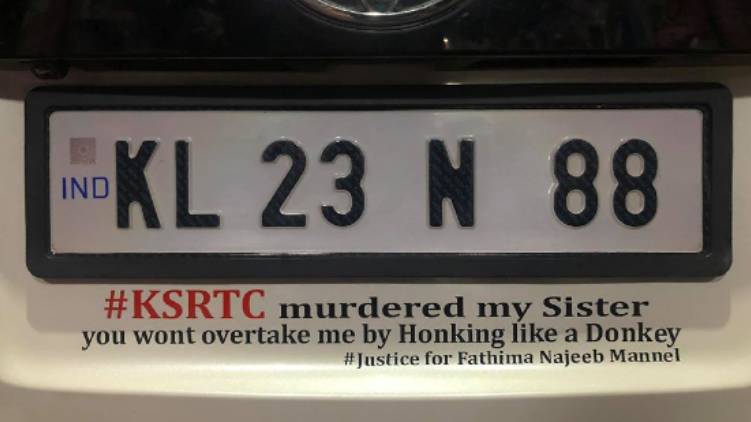 IND KL 23 N 88
#KSRTC murdered my Sister
you wont overtake me by Honking like a Donkey
#Justice for Fathima Najeeb Mannel